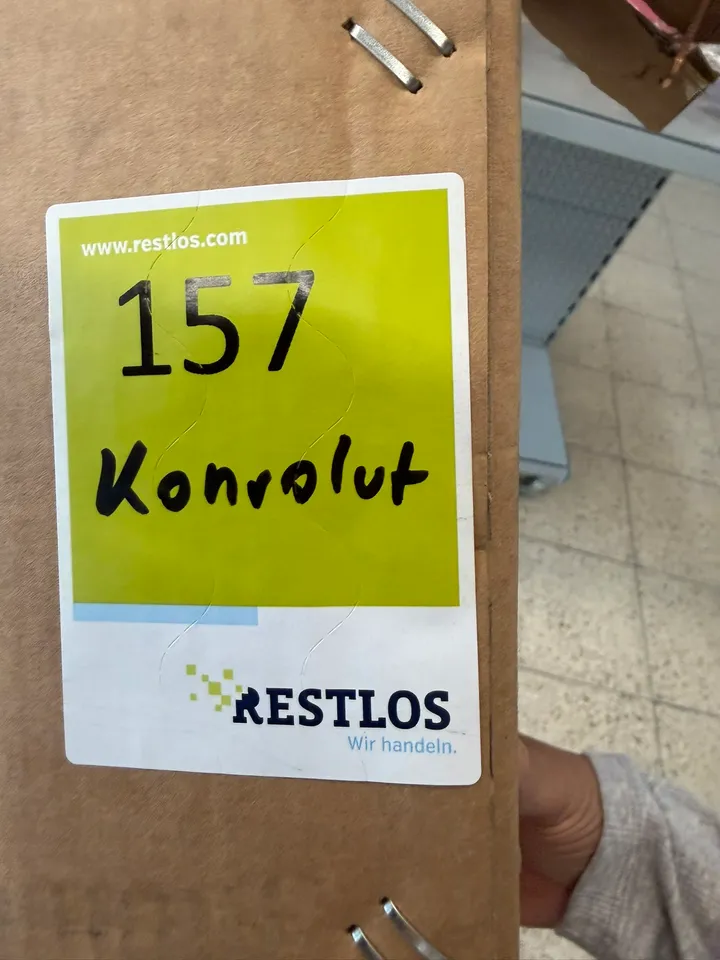 www.restlos.com
157
Konvolut
RESTLOS
Wir handeln.